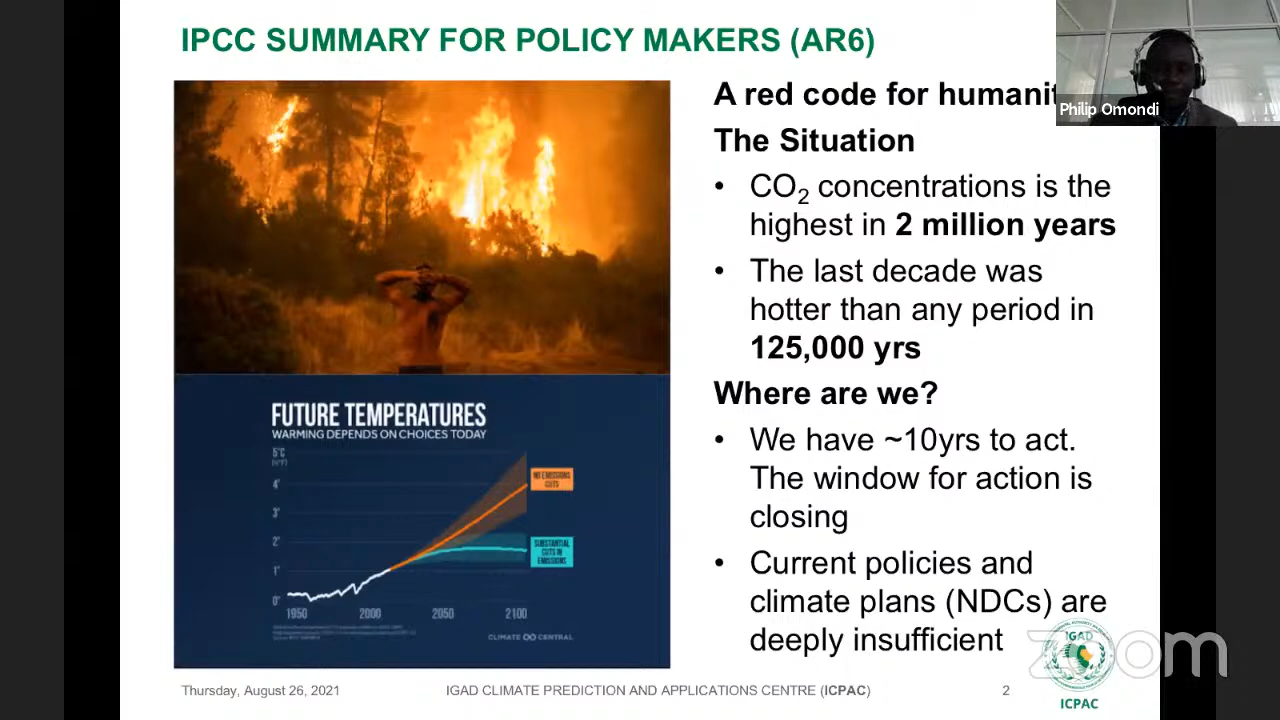 IPCC SUMMARY FOR POLICY MAKERS (AR6)
A red code for humanit
The Situation
• CO₂ concentrations is the
highest in 2 million years
• The last decade was
hotter than any period in
125,000 yrs
Where are we?
• We have ~10yrs to act.
The window for action is
closing
• Current policies and
climate plans (NDCs) are
deeply insufficient
FUTURE TEMPERATURES
WARMING DEPENDS ON CHOICES TODAY
5°C
4°
3°
2°
1°
0°
NO EMISSIONS
CUTS
SUBSTANTIAL
CUTS IN
EMISSIONS
1950 2000 2050 2100
CLIMATE CENTRAL
Philip Omondi
Thursday, August 26, 2021
IGAD CLIMATE PREDICTION AND APPLICATIONS CENTRE (ICPAC)
2
IGAD
ICPAC
zoom